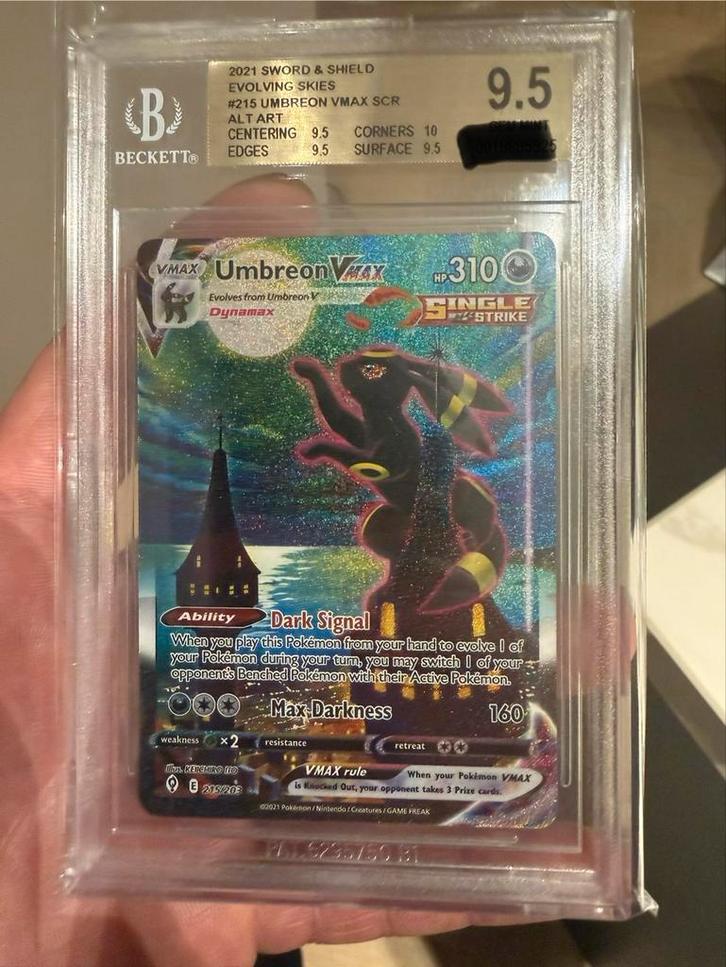 2021 SWORD & SHIELD
EVOLVING SKIES
#215 UMBREON VMAX SCR
ALT ART
CENTERING 9.5 CORNERS 10
EDGES 9.5 SURFACE 9.5
9.5
B
BECKETT®
VMAX Umbreon VMAX HP 310
Evolves from Umbreon V
Dynamax
SINGLE
STRIKE
Ability Dark Signal
When you play this Pokémon from your hand to evolve 1 of
your Pokémon during your turn, you may switch 1 of your
opponent's Benched Pokémon with their Active Pokémon.
Max Darkness 160
weakness ×2 resistance retreat
Illus. KEIICHIRO ITO
E 215/203
VMAX rule When your Pokémon VMAX
is Knocked Out, your opponent takes 3 Prize cards.
©2021 Pokémon / Nintendo / Creatures / GAME FREAK